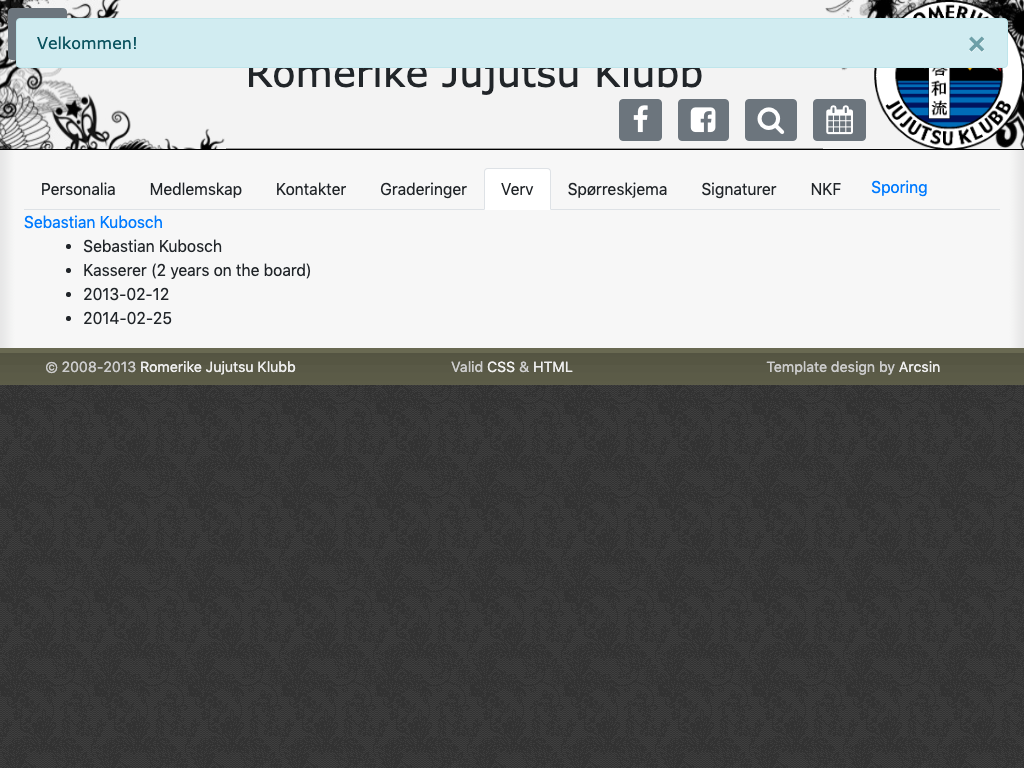 Velkommen!
×
Romerike Jujutsu Klubb
ROMERIKE
啓和流
JUJUTSU KLUBB
Personalia Medlemskap Kontakter Graderinger Verv Spørreskjema Signaturer NKF Sporing
Sebastian Kubosch
Sebastian Kubosch
Kasserer (2 years on the board)
2013-02-12
2014-02-25
© 2008-2013 Romerike Jujutsu Klubb Valid CSS & HTML Template design by Arcsin